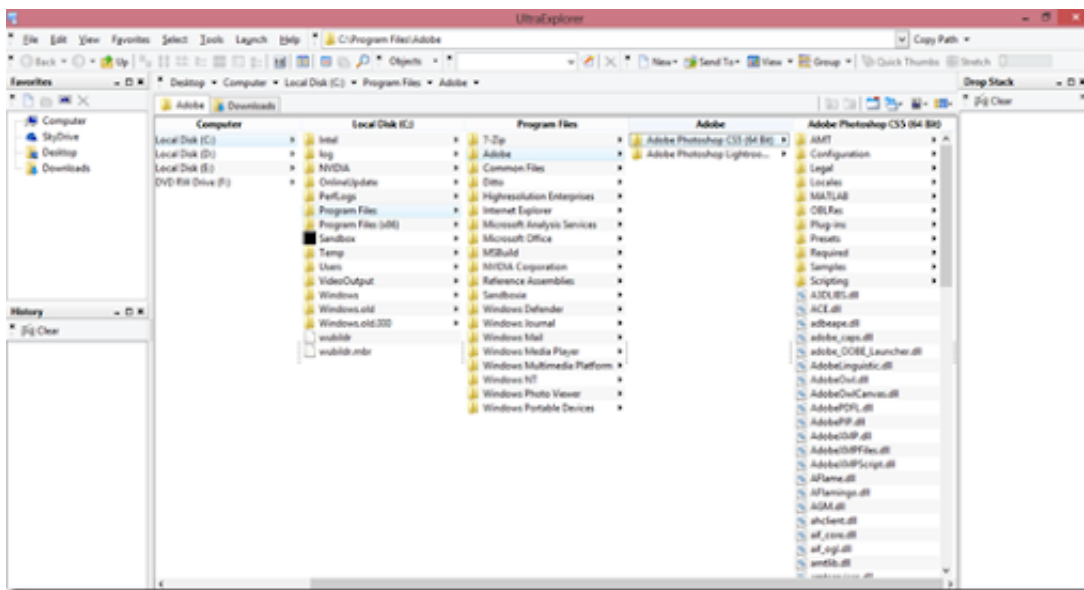 UltraExplorer
File Edit View Favorites Select Tools Launch Help C:\Program Files\Adobe Copy Path
Back Up Objects New Send To View Group Quick Thumbs Stretch
Favorites
Desktop Computer Local Disk (C:) Program Files Adobe
Drop Stack
Clear
Computer
SkyDrive
Desktop
Downloads
History
Clear
Adobe Downloads
Computer
Local Disk (C:)
Local Disk (D:)
Local Disk (E:)
DVD RW Drive (F:)
Local Disk (C:)
Intel
log
NVIDIA
OnlineUpdate
PerfLogs
Program Files
Program Files (x86)
Sandbox
Temp
Users
VideoOutput
Windows
Windows.old
Windows.old.000
wubildr
wubildr.mbr
Program Files
7-Zip
Adobe
Common Files
Ditto
Highresolution Enterprises
Internet Explorer
Microsoft Analysis Services
Microsoft Office
MSBuild
NVIDIA Corporation
Reference Assemblies
Sandboxie
Windows Defender
Windows Journal
Windows Mail
Windows Media Player
Windows Multimedia Platform
Windows NT
Windows Photo Viewer
Windows Portable Devices
Adobe
Adobe Photoshop CS5 (64 Bit)
Adobe Photoshop Lightroo...
Adobe Photoshop CS5 (64 Bit)
AMT
Configuration
Legal
Locales
MATLAB
OBLRes
Plug-ins
Presets
Required
Samples
Scripting
A3DLIBS.dll
ACE.dll
adbeape.dll
adobe_caps.dll
adobe_OOBE_Launcher.dll
AdobeLinguistic.dll
AdobeOwl.dll
AdobeOwlCanvas.dll
AdobePDFL.dll
AdobePIP.dll
AdobeXMP.dll
AdobeXMPFiles.dll
AdobeXMPScript.dll
AFlame.dll
AFlamingo.dll
AGM.dll
ahclient.dll
aif_core.dll
aif_ogl.dll
amtlib.dll